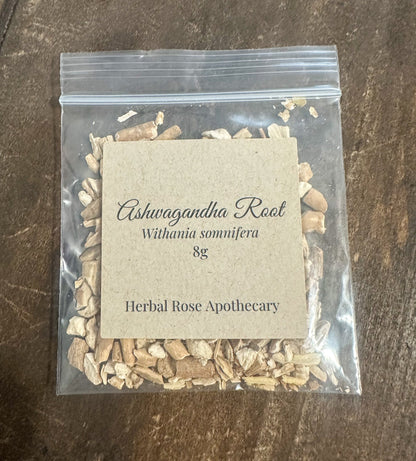 Ashwagandha Root
Withania somnifera
8g
Herbal Rose Apothecary